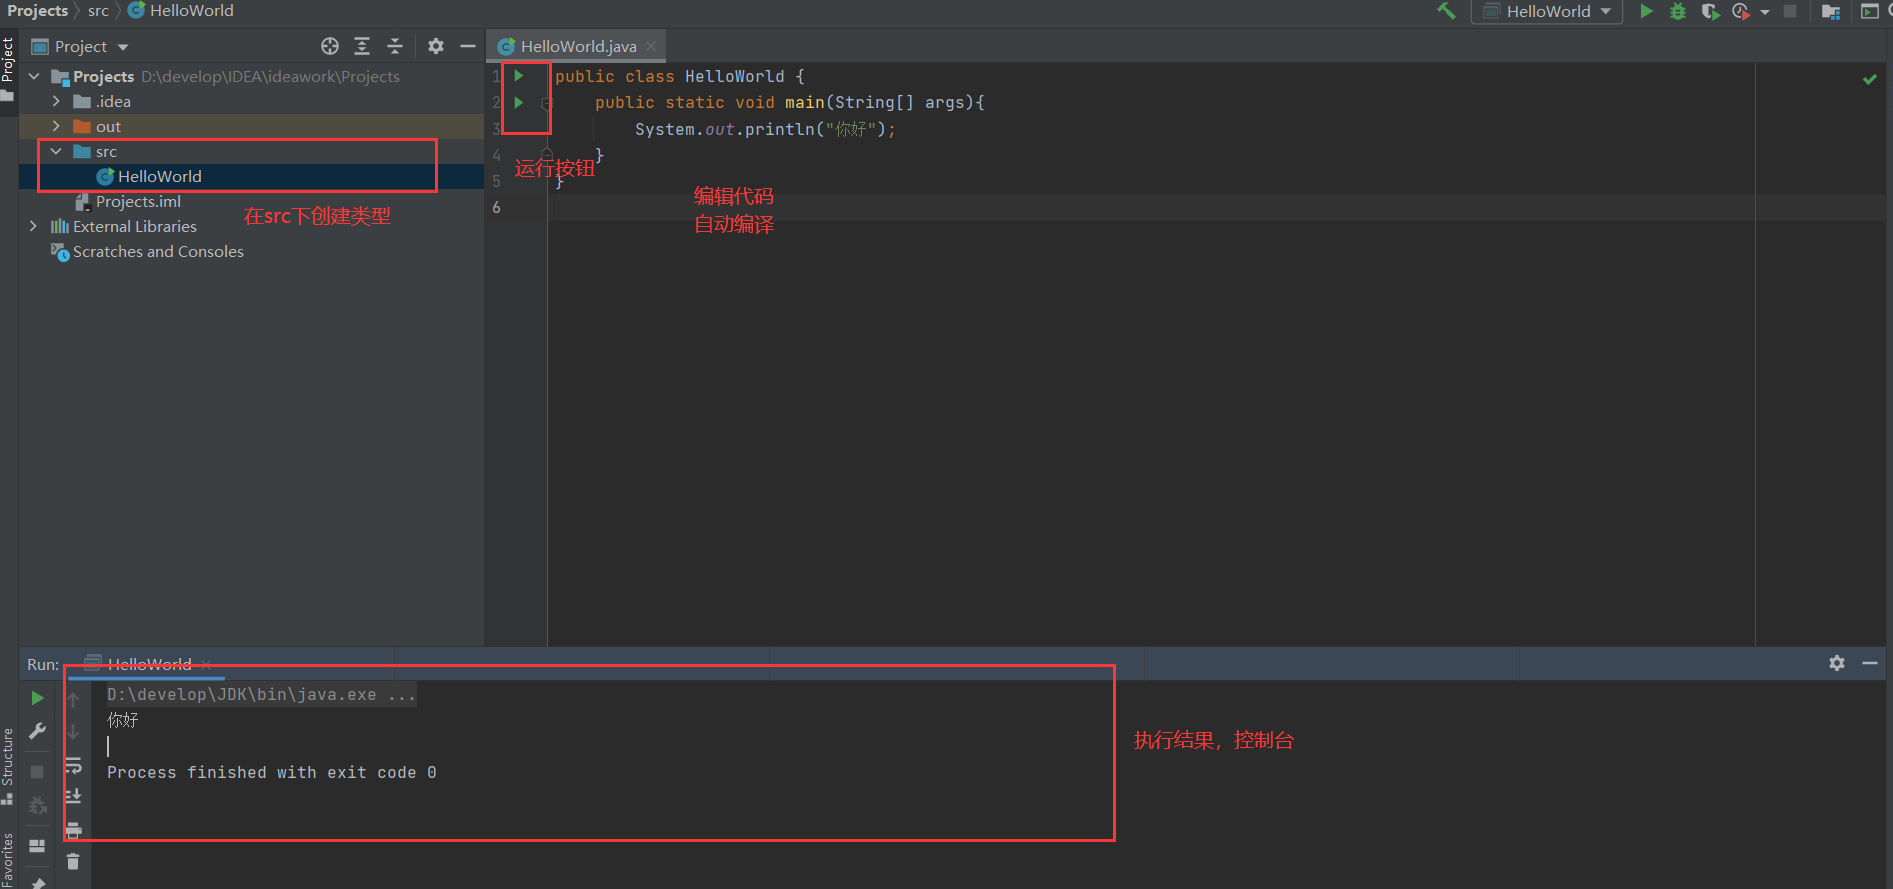 Projects src HelloWorld
HelloWorld
Project
HelloWorld.java
Project
Projects D:\develop\IDEA\ideawork\Projects
.idea
out
src
HelloWorld
Projects.iml
在src下创建类型
External Libraries
Scratches and Consoles
1 public class HelloWorld {
2 public static void main(String[] args){
3 System.out.println("你好");
4 }
运行按钮
5 }
编辑代码
6
自动编译
Run: HelloWorld
D:\develop\JDK\bin\java.exe ...
你好
Process finished with exit code 0
执行结果，控制台
Structure
Favorites